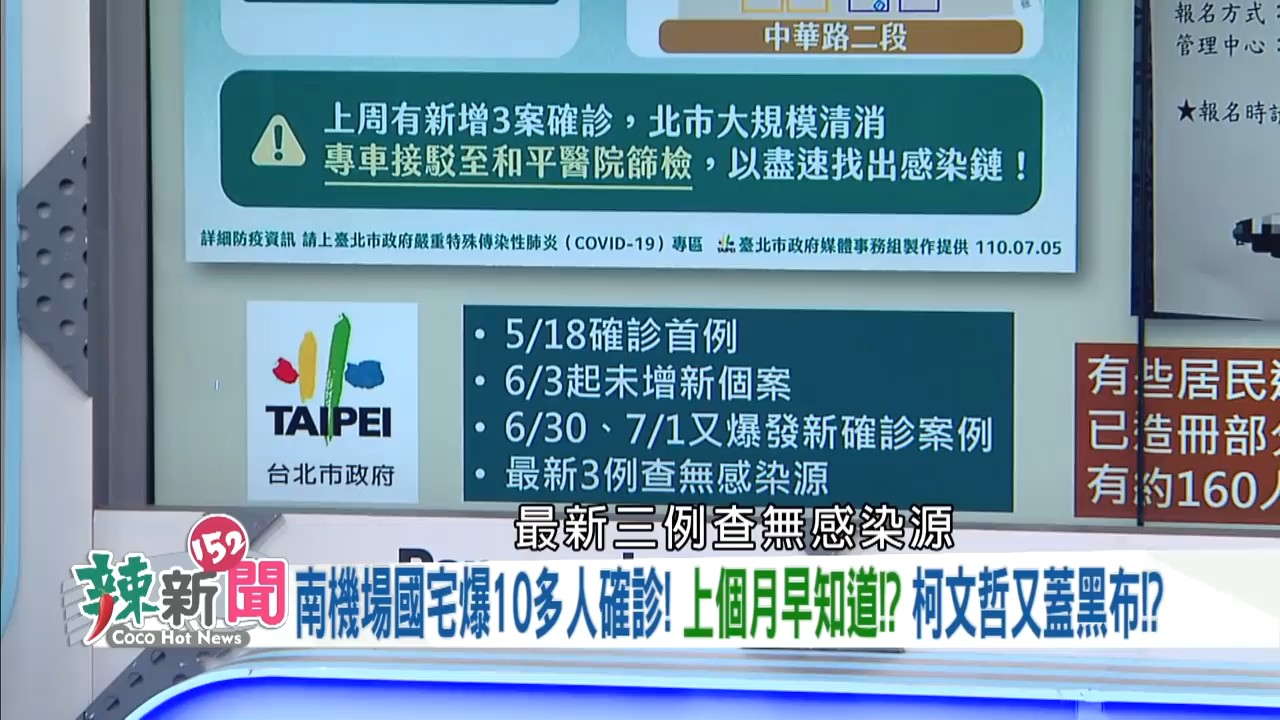 中華路二段
上周有新增3案確診，北市大規模清消
專車接駁至和平醫院篩檢，以盡速找出感染鏈！
詳細防疫資訊 請上臺北市政府嚴重特殊傳染性肺炎（COVID-19）專區 臺北市政府媒體事務組製作提供 110.07.05
報名方式：
管理中心：
★報名時
TAIPEI
台北市政府
• 5/18確診首例
• 6/3起未增新個案
• 6/30、7/1又爆發新確診案例
• 最新3例查無感染源
有些居民
已造冊部
有約160人
最新三例查無感染源
152
辣新聞
Coco Hot News
南機場國宅爆10多人確診! 上個月早知道!? 柯文哲又蓋黑布!?